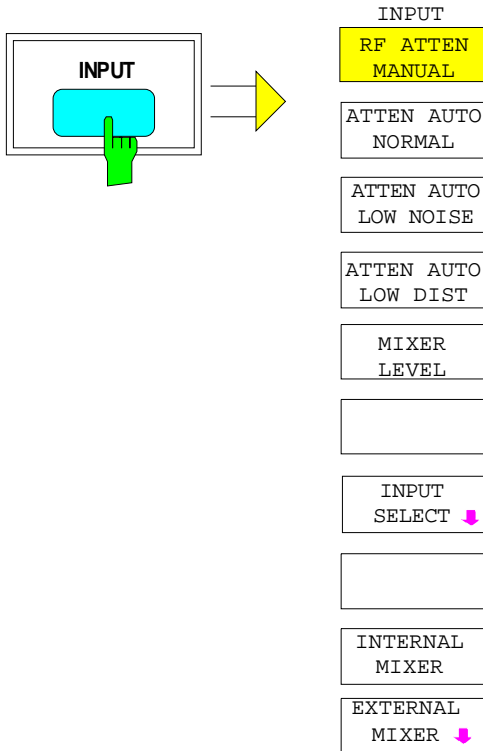 INPUT
INPUT
RF ATTEN
MANUAL
ATTEN AUTO
NORMAL
ATTEN AUTO
LOW NOISE
ATTEN AUTO
LOW DIST
MIXER
LEVEL
INPUT
SELECT
INTERNAL
MIXER
EXTERNAL
MIXER